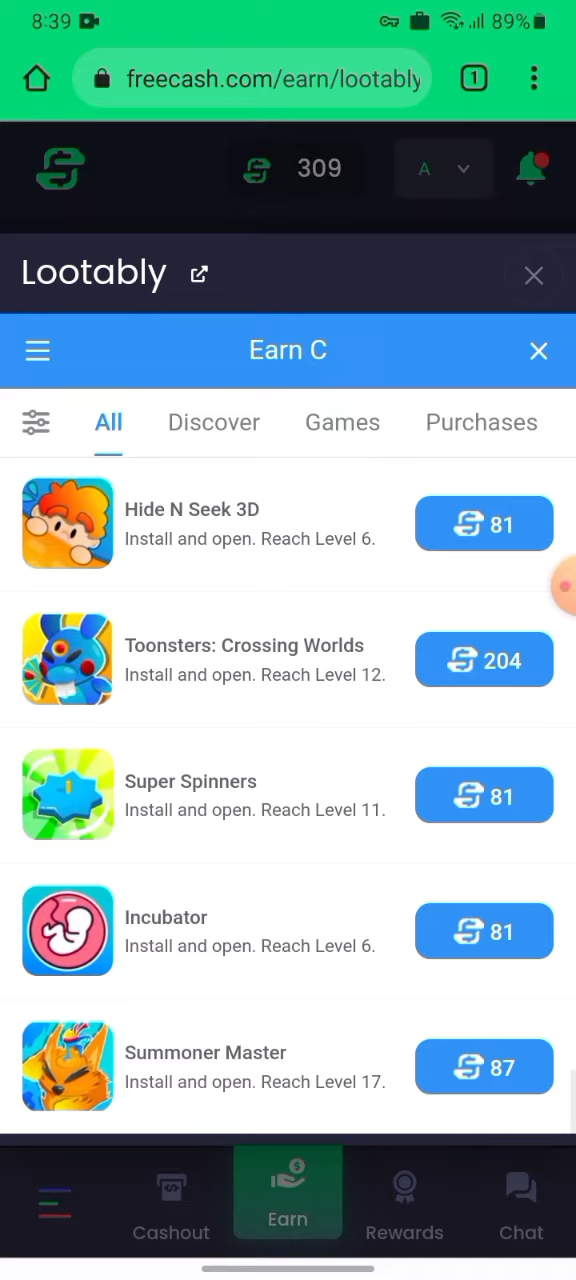 8:39
89%
freecash.com/earn/lootably
1
309
A
Lootably
Earn C
All
Discover
Games
Purchases
Hide N Seek 3D
Install and open. Reach Level 6.
81
Toonsters: Crossing Worlds
Install and open. Reach Level 12.
204
Super Spinners
Install and open. Reach Level 11.
81
Incubator
Install and open. Reach Level 6.
81
Summoner Master
Install and open. Reach Level 17.
87
Cashout
Earn
Rewards
Chat